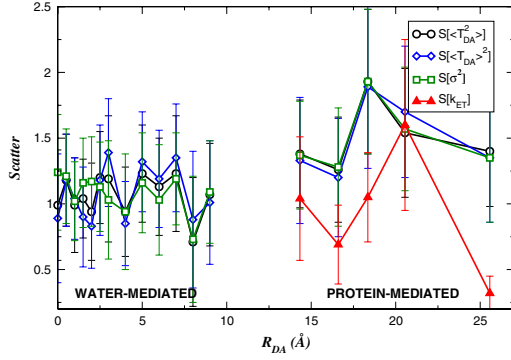 S[<T_DA^2>]
S[<T_DA>^2]
S[σ^2]
S[k_ET]
Scatter
2.5
2
1.5
1
0.5
WATER-MEDIATED PROTEIN-MEDIATED
0 5 10 15 20 25
R_DA (Å)